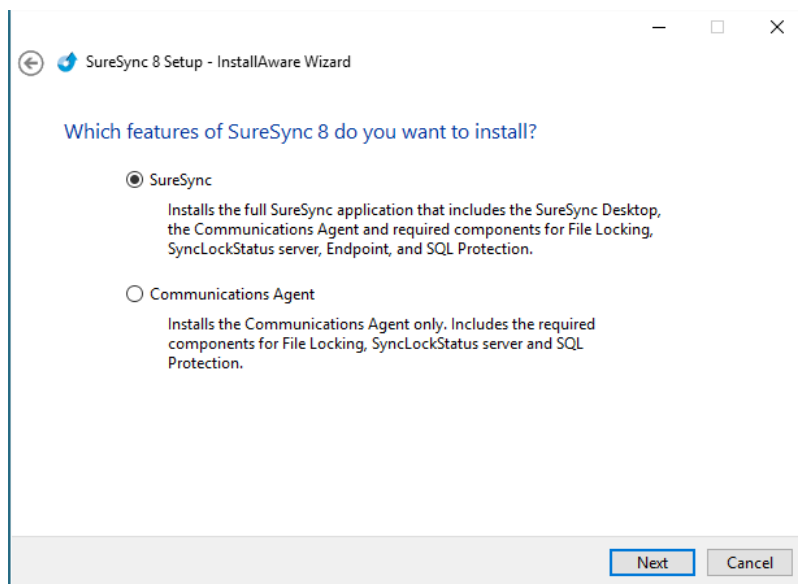 SureSync 8 Setup - InstallAware Wizard
Which features of SureSync 8 do you want to install?
SureSync
Installs the full SureSync application that includes the SureSync Desktop,
the Communications Agent and required components for File Locking,
SyncLockStatus server, Endpoint, and SQL Protection.
Communications Agent
Installs the Communications Agent only. Includes the required
components for File Locking, SyncLockStatus server and SQL
Protection.
Next Cancel